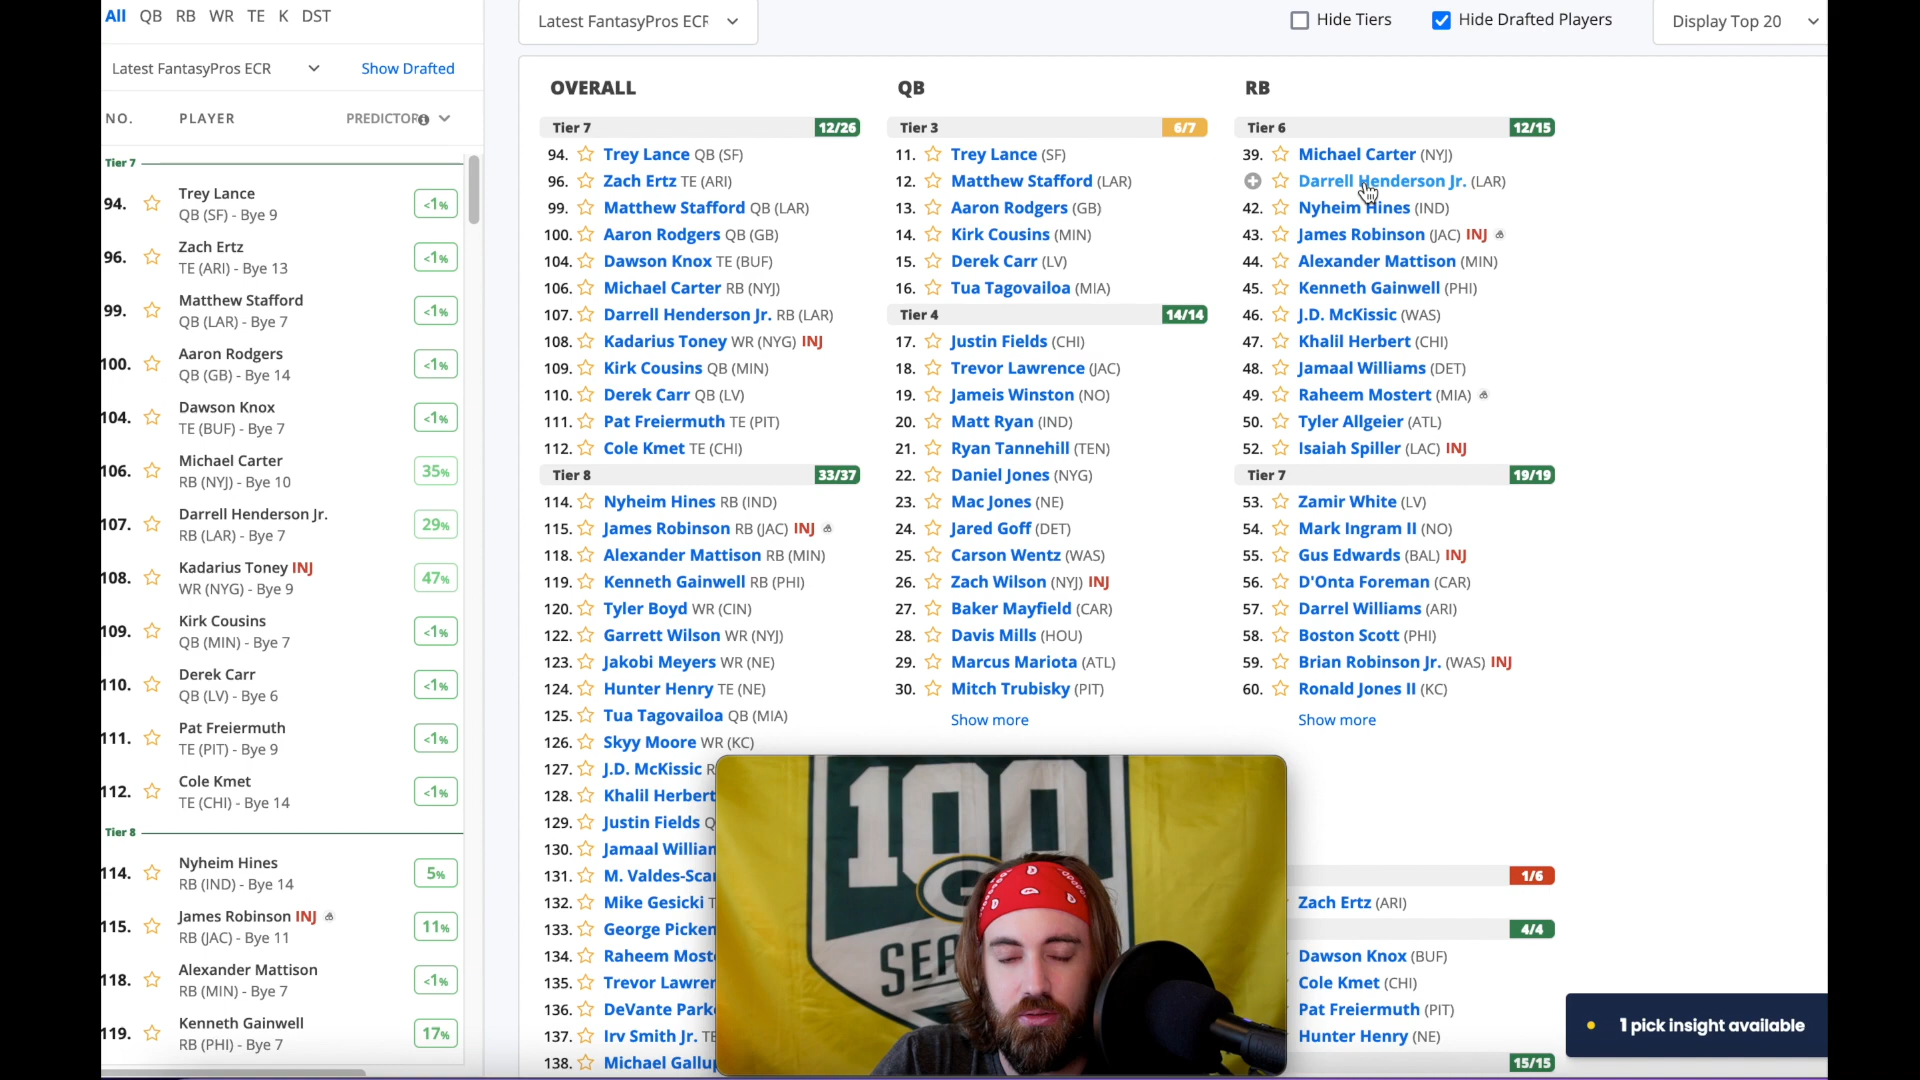 All QB RB WR TE K DST
Latest FantasyPros ECR
Show Drafted
NO. PLAYER PREDICTOR
Tier 7
94. Trey Lance <1%
QB (SF) - Bye 9
96. Zach Ertz <1%
TE (ARI) - Bye 13
99. Matthew Stafford <1%
QB (LAR) - Bye 7
100. Aaron Rodgers <1%
QB (GB) - Bye 14
104. Dawson Knox <1%
TE (BUF) - Bye 7
106. Michael Carter 35%
RB (NYJ) - Bye 10
107. Darrell Henderson Jr. 29%
RB (LAR) - Bye 7
108. Kadarius Toney INJ 47%
WR (NYG) - Bye 9
109. Kirk Cousins <1%
QB (MIN) - Bye 7
110. Derek Carr <1%
QB (LV) - Bye 6
111. Pat Freiermuth <1%
TE (PIT) - Bye 9
112. Cole Kmet <1%
TE (CHI) - Bye 14
Tier 8
114. Nyheim Hines 5%
RB (IND) - Bye 14
115. James Robinson INJ 11%
RB (JAC) - Bye 11
118. Alexander Mattison <1%
RB (MIN) - Bye 7
119. Kenneth Gainwell 17%
RB (PHI) - Bye 7
Latest FantasyPros ECR
Hide Tiers
Hide Drafted Players
Display Top 20
OVERALL
Tier 7 12/26
94. Trey Lance QB (SF)
96. Zach Ertz TE (ARI)
99. Matthew Stafford QB (LAR)
100. Aaron Rodgers QB (GB)
104. Dawson Knox TE (BUF)
106. Michael Carter RB (NYJ)
107. Darrell Henderson Jr. RB (LAR)
108. Kadarius Toney WR (NYG) INJ
109. Kirk Cousins QB (MIN)
110. Derek Carr QB (LV)
111. Pat Freiermuth TE (PIT)
112. Cole Kmet TE (CHI)
Tier 8 33/37
114. Nyheim Hines RB (IND)
115. James Robinson RB (JAC) INJ
118. Alexander Mattison RB (MIN)
119. Kenneth Gainwell RB (PHI)
120. Tyler Boyd WR (CIN)
122. Garrett Wilson WR (NYJ)
123. Jakobi Meyers WR (NE)
124. Hunter Henry TE (NE)
125. Tua Tagovailoa QB (MIA)
126. Skyy Moore WR (KC)
127. J.D. McKissic R
128. Khalil Herbert
129. Justin Fields Q
130. Jamaal William
131. M. Valdes-Sca
132. Mike Gesicki T
133. George Picken
134. Raheem Moste
135. Trevor Lawrer
136. DeVante Parke
137. Irv Smith Jr. TE
138. Michael Gallup
QB
Tier 3 6/7
11. Trey Lance (SF)
12. Matthew Stafford (LAR)
13. Aaron Rodgers (GB)
14. Kirk Cousins (MIN)
15. Derek Carr (LV)
16. Tua Tagovailoa (MIA)
Tier 4 14/14
17. Justin Fields (CHI)
18. Trevor Lawrence (JAC)
19. Jameis Winston (NO)
20. Matt Ryan (IND)
21. Ryan Tannehill (TEN)
22. Daniel Jones (NYG)
23. Mac Jones (NE)
24. Jared Goff (DET)
25. Carson Wentz (WAS)
26. Zach Wilson (NYJ) INJ
27. Baker Mayfield (CAR)
28. Davis Mills (HOU)
29. Marcus Mariota (ATL)
30. Mitch Trubisky (PIT)
Show more
RB
Tier 6 12/15
39. Michael Carter (NYJ)
Darrell Henderson Jr. (LAR)
42. Nyheim Hines (IND)
43. James Robinson (JAC) INJ
44. Alexander Mattison (MIN)
45. Kenneth Gainwell (PHI)
46. J.D. McKissic (WAS)
47. Khalil Herbert (CHI)
48. Jamaal Williams (DET)
49. Raheem Mostert (MIA)
50. Tyler Allgeier (ATL)
52. Isaiah Spiller (LAC) INJ
Tier 7 19/19
53. Zamir White (LV)
54. Mark Ingram II (NO)
55. Gus Edwards (BAL) INJ
56. D'Onta Foreman (CAR)
57. Darrel Williams (ARI)
58. Boston Scott (PHI)
59. Brian Robinson Jr. (WAS) INJ
60. Ronald Jones II (KC)
Show more
1/6
Zach Ertz (ARI)
4/4
Dawson Knox (BUF)
Cole Kmet (CHI)
Pat Freiermuth (PIT)
Hunter Henry (NE)
15/15
100
G
SEA
1 pick insight available